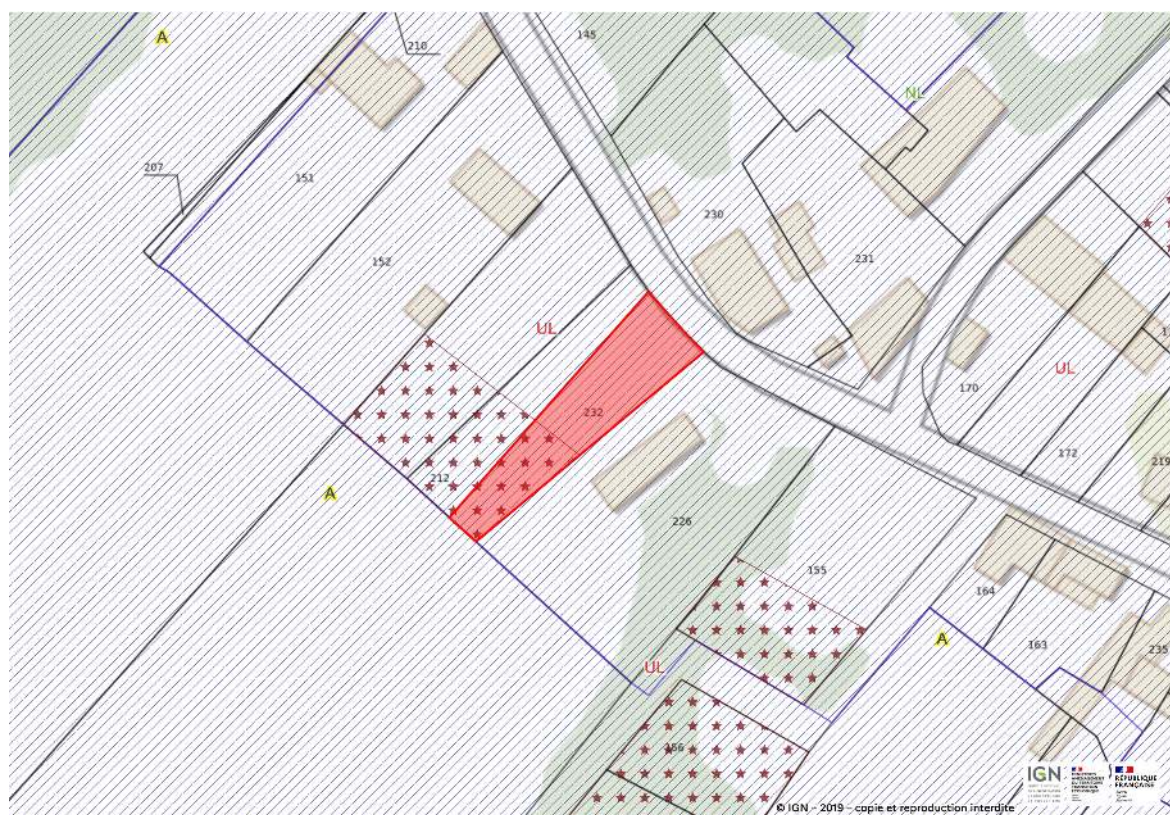 A
210
145
NL
207
151
230
152
231
UL
170
UL
232
172
219
212
A
226
155
164
163
A
235
UL
156
IGN
RÉPUBLIQUE
FRANÇAISE
© IGN - 2019 - copie et reproduction interdite